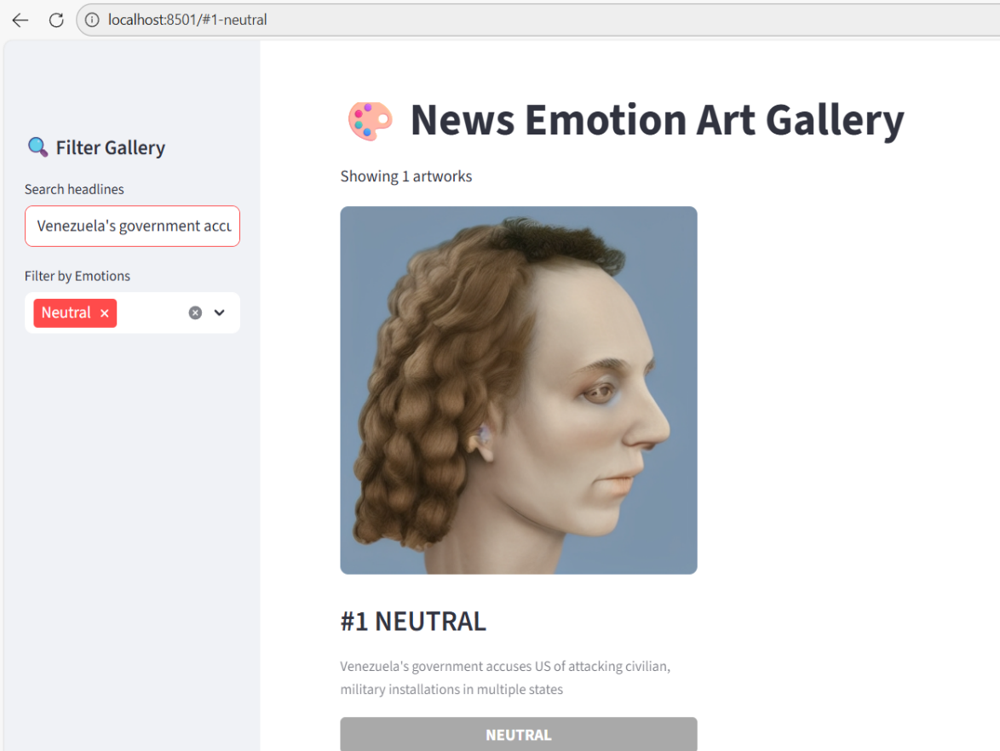 localhost:8501/#1-neutral
Filter Gallery
Search headlines
Venezuela's government accu
Filter by Emotions
Neutral
News Emotion Art Gallery
Showing 1 artworks
#1 NEUTRAL
Venezuela's government accuses US of attacking civilian,
military installations in multiple states
NEUTRAL